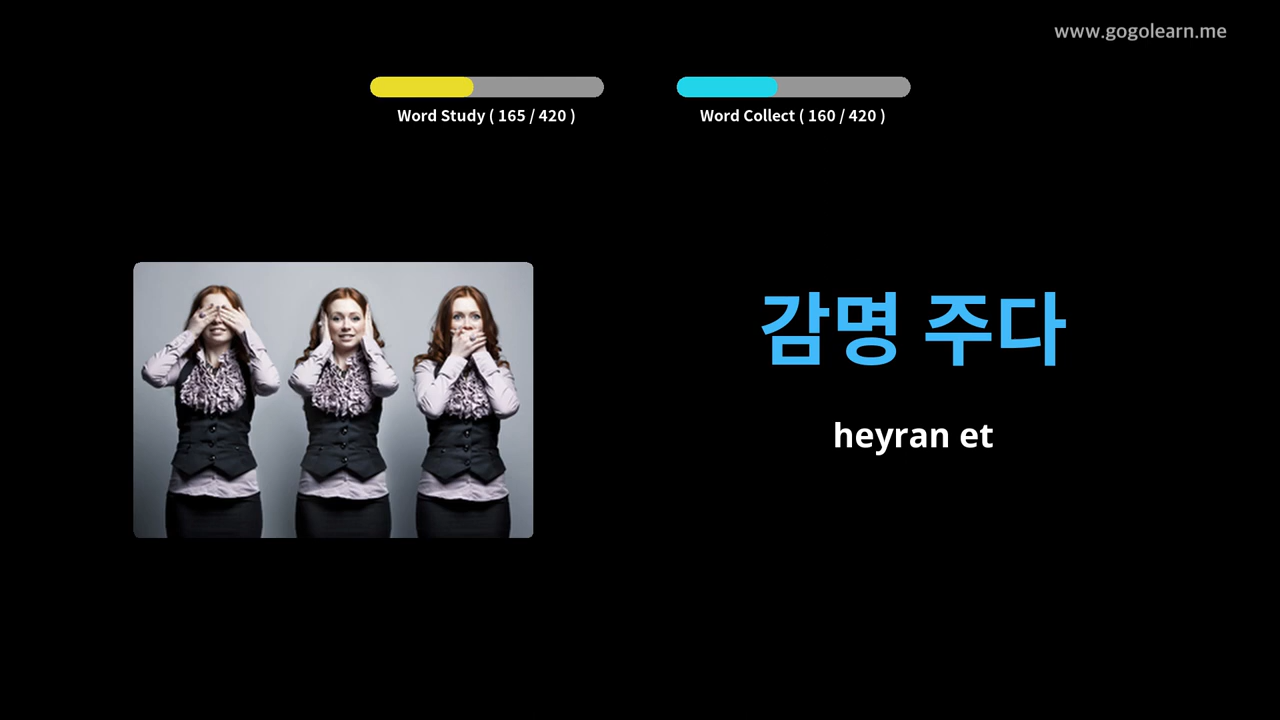 www.gogolearn.me
Word Study ( 165 / 420 )
Word Collect ( 160 / 420 )
감명 주다
heyran et